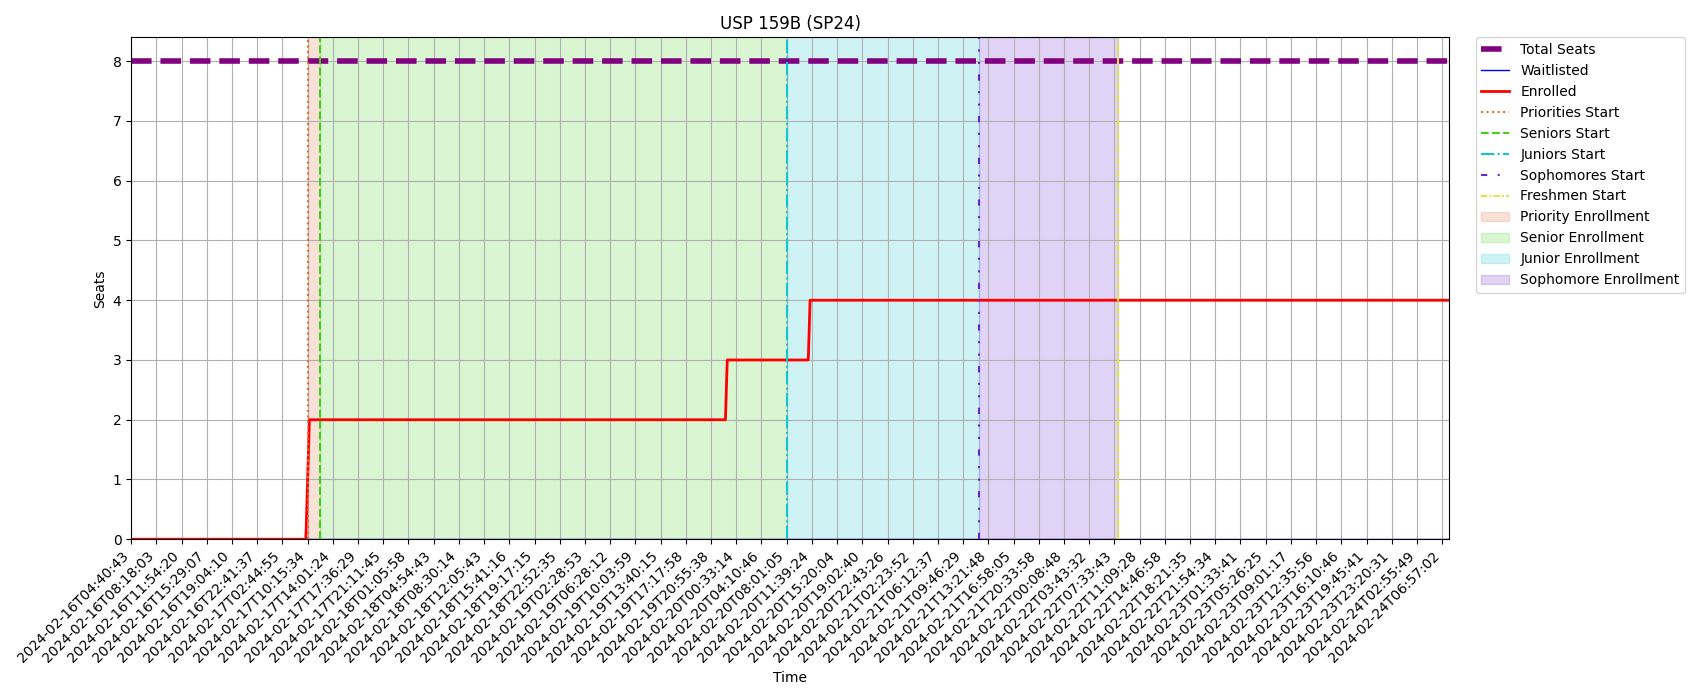 USP 159B (SP24)
Seats
8
7
6
5
4
3
2
1
0
2024-02-16T04:40:43
2024-02-16T08:18:03
2024-02-16T11:54:20
2024-02-16T15:29:07
2024-02-16T19:04:10
2024-02-16T22:41:37
2024-02-17T02:44:55
2024-02-17T10:15:34
2024-02-17T14:01:24
2024-02-17T17:36:29
2024-02-17T21:11:45
2024-02-18T01:05:58
2024-02-18T04:54:43
2024-02-18T08:30:14
2024-02-18T12:05:43
2024-02-18T15:41:16
2024-02-18T19:17:15
2024-02-18T22:52:35
2024-02-19T02:28:53
2024-02-19T06:28:12
2024-02-19T10:03:59
2024-02-19T13:40:15
2024-02-19T17:17:58
2024-02-19T20:55:38
2024-02-20T00:33:14
2024-02-20T04:10:46
2024-02-20T08:01:05
2024-02-20T11:39:24
2024-02-20T15:20:04
2024-02-20T19:02:40
2024-02-20T22:43:26
2024-02-21T02:23:52
2024-02-21T06:12:37
2024-02-21T09:46:29
2024-02-21T13:21:48
2024-02-21T16:58:05
2024-02-21T20:33:58
2024-02-22T00:08:48
2024-02-22T03:43:32
2024-02-22T07:33:43
2024-02-22T11:09:28
2024-02-22T14:46:58
2024-02-22T18:21:35
2024-02-22T21:54:34
2024-02-23T01:33:41
2024-02-23T05:26:25
2024-02-23T09:01:17
2024-02-23T12:35:56
2024-02-23T16:10:46
2024-02-23T19:45:41
2024-02-23T23:20:31
2024-02-24T02:55:49
2024-02-24T06:57:02
Time
Total Seats
Waitlisted
Enrolled
Priorities Start
Seniors Start
Juniors Start
Sophomores Start
Freshmen Start
Priority Enrollment
Senior Enrollment
Junior Enrollment
Sophomore Enrollment